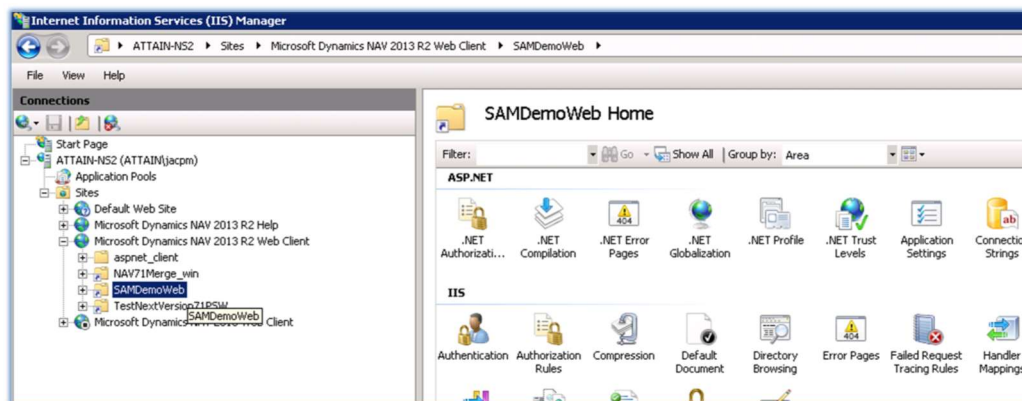 Internet Information Services (IIS) Manager
ATTAIN-NS2 Sites Microsoft Dynamics NAV 2013 R2 Web Client SAMDemoWeb
File View Help
Connections
Start Page
ATTAIN-NS2 (ATTAIN\jacpm)
Application Pools
Sites
Default Web Site
Microsoft Dynamics NAV 2013 R2 Help
Microsoft Dynamics NAV 2013 R2 Web Client
aspnet_client
NAV71Merge_win
SAMDemoWeb
TestNextVersion71PSW
SAMDemoWeb
Microsoft Dynamics Client
SAMDemoWeb Home
Filter: Go Show All Group by: Area
ASP.NET
.NET Authorizati...
.NET Compilation
.NET Error Pages
.NET Globalization
.NET Profile
.NET Trust Levels
Application Settings
Connectio Strings
IIS
Authentication
Authorization Rules
Compression
Default Document
Directory Browsing
Error Pages
Failed Request Tracing Rules
Handler Mappings